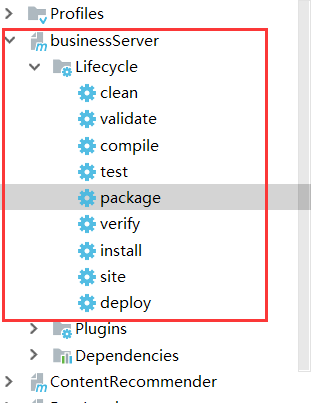 Profiles
businessServer
Lifecycle
clean
validate
compile
test
package
verify
install
site
deploy
Plugins
Dependencies
ContentRecommender